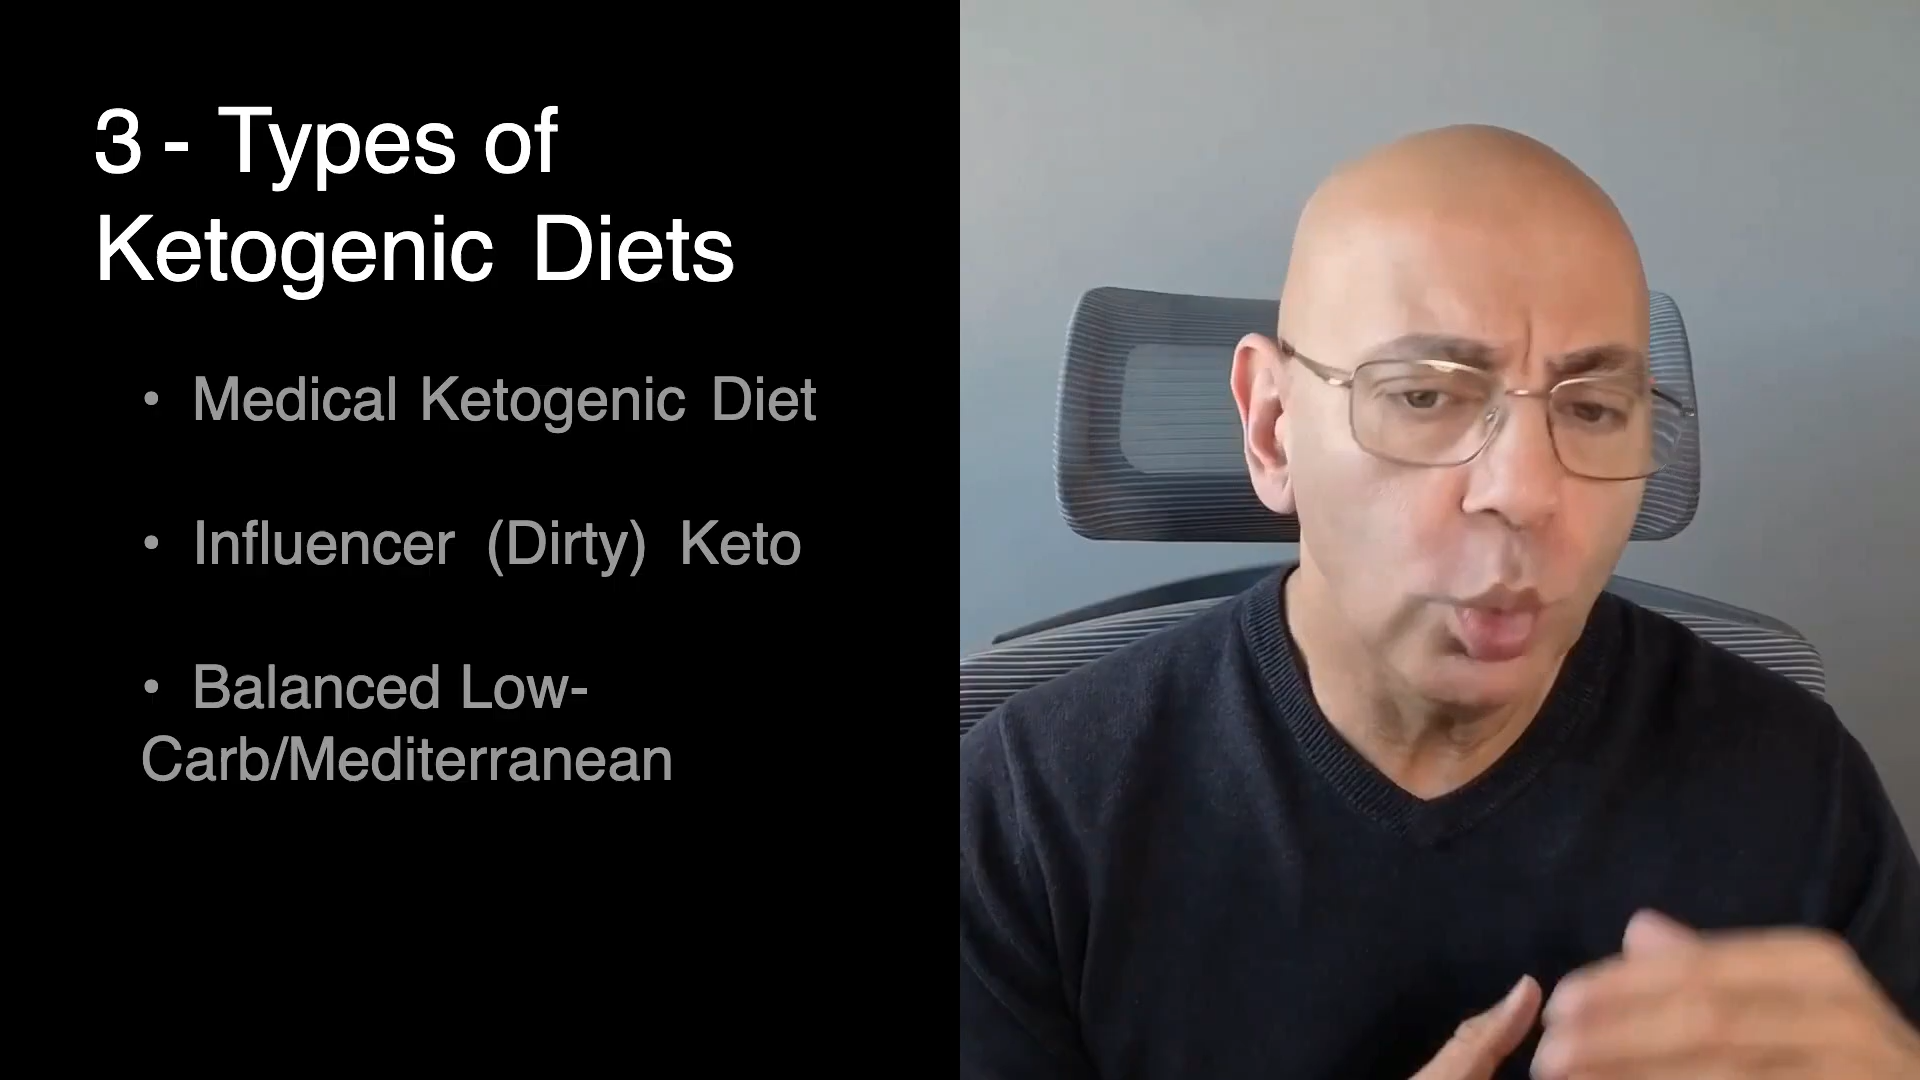 3 - Types of
Ketogenic Diets
• Medical Ketogenic Diet
• Influencer (Dirty) Keto
• Balanced Low-
Carb/Mediterranean